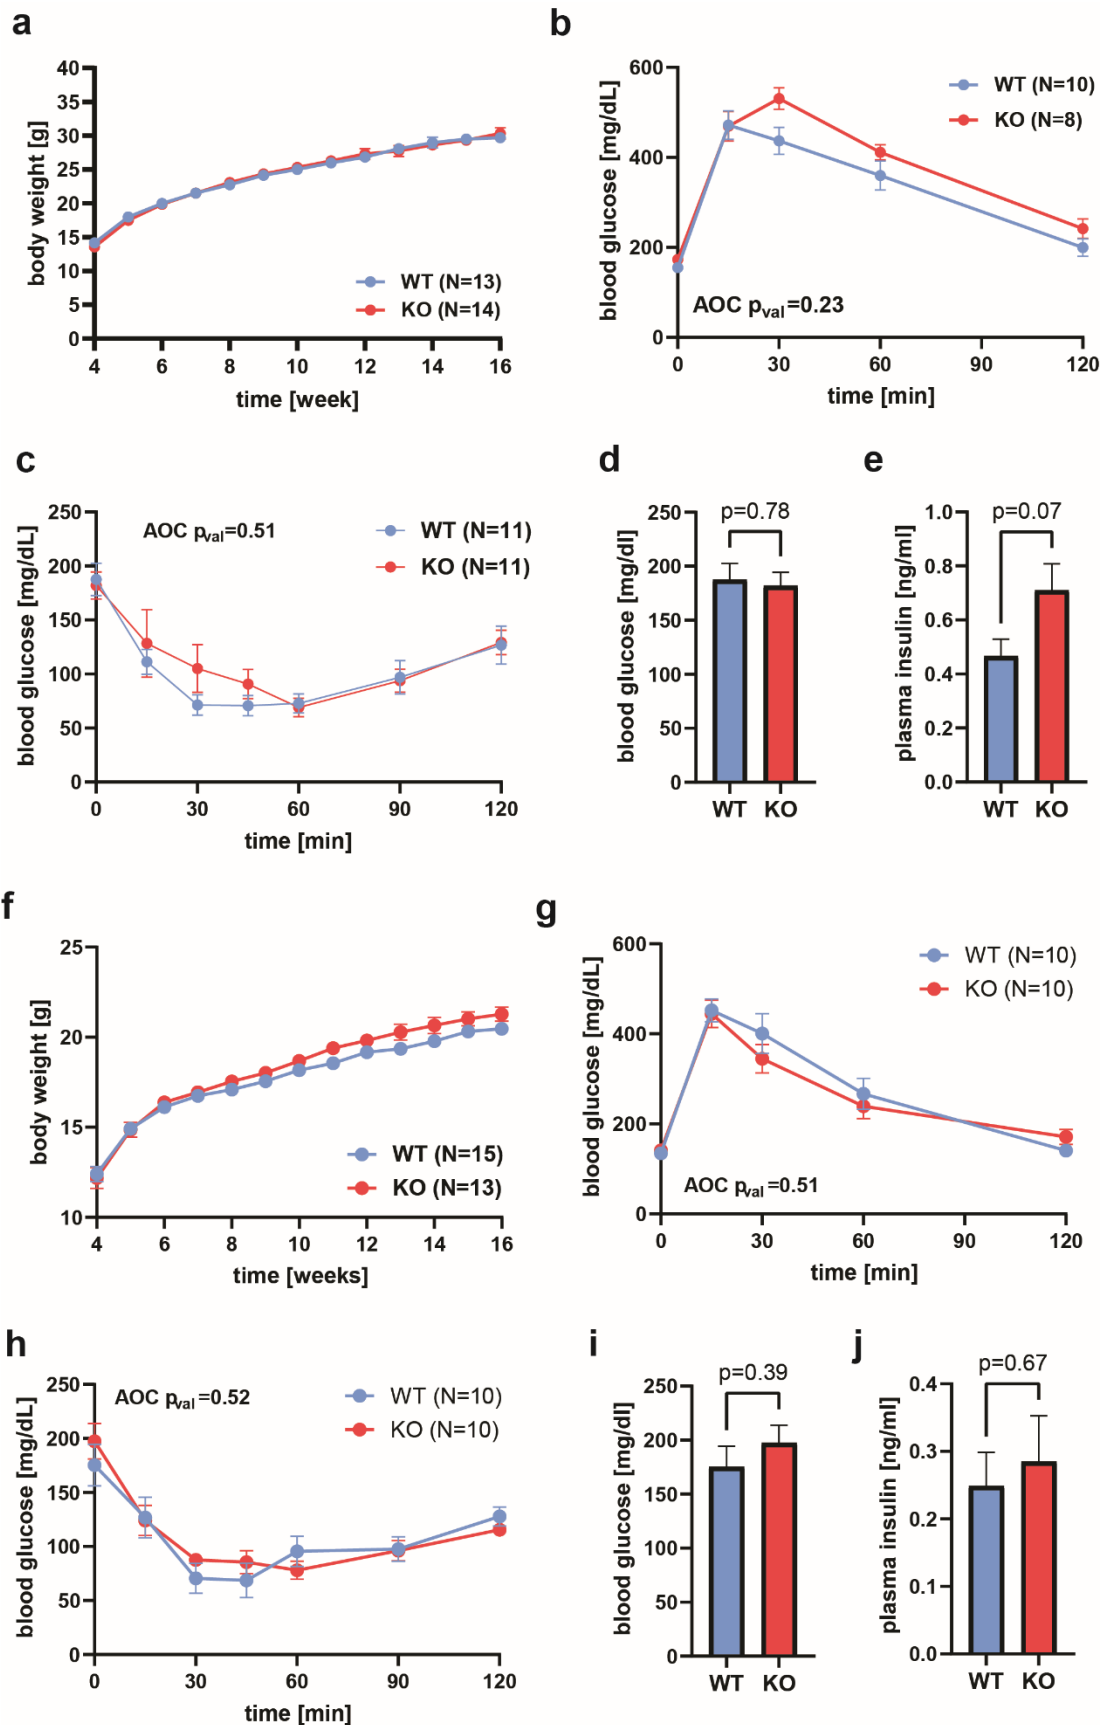 a
40
35
30
25
20
15
10
5
0
body weight [g]
WT (N=13)
KO (N=14)
4 6 8 10 12 14 16
time [week]
b
600
400
200
0
blood glucose [mg/dL]
WT (N=10)
KO (N=8)
AOC pval=0.23
0 30 60 90 120
time [min]
c
250
200
150
100
50
0
blood glucose [mg/dL]
AOC pval=0.51
WT (N=11)
KO (N=11)
0 30 60 90 120
time [min]
d
250
200
150
100
50
0
blood glucose [mg/dl]
p=0.78
WT KO
e
1.0
0.8
0.6
0.4
0.2
0.0
plasma insulin [ng/ml]
p=0.07
WT KO
f
25
20
15
10
body weight [g]
WT (N=15)
KO (N=13)
4 6 8 10 12 14 16
time [weeks]
g
600
400
200
0
blood glucose [mg/dL]
WT (N=10)
KO (N=10)
AOC pval=0.51
0 30 60 90 120
time [min]
h
250
200
150
100
50
0
blood glucose [mg/dL]
AOC pval=0.52
WT (N=10)
KO (N=10)
0 30 60 90 120
time [min]
i
250
200
150
100
50
0
blood glucose [mg/dl]
p=0.39
WT KO
j
0.4
0.3
0.2
0.1
0.0
plasma insulin [ng/ml]
p=0.67
WT KO